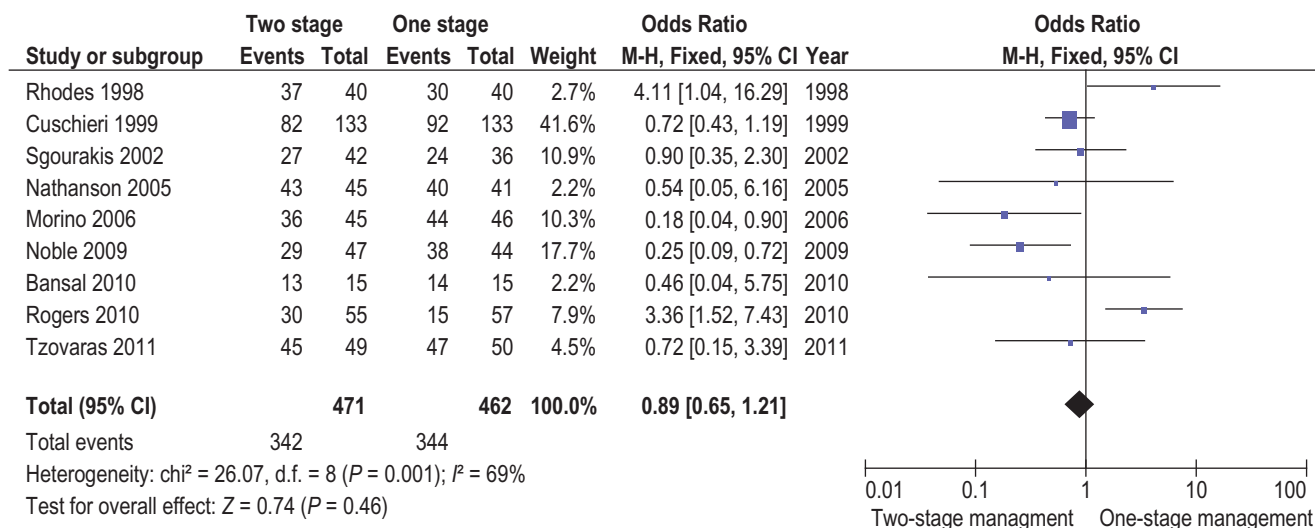 Two stage One stage Odds Ratio Odds Ratio
Study or subgroup Events Total Events Total Weight M-H, Fixed, 95% CI Year M-H, Fixed, 95% CI
Rhodes 1998 37 40 30 40 2.7% 4.11 [1.04, 16.29] 1998
Cuschieri 1999 82 133 92 133 41.6% 0.72 [0.43, 1.19] 1999
Sgourakis 2002 27 42 24 36 10.9% 0.90 [0.35, 2.30] 2002
Nathanson 2005 43 45 40 41 2.2% 0.54 [0.05, 6.16] 2005
Morino 2006 36 45 44 46 10.3% 0.18 [0.04, 0.90] 2006
Noble 2009 29 47 38 44 17.7% 0.25 [0.09, 0.72] 2009
Bansal 2010 13 15 14 15 2.2% 0.46 [0.04, 5.75] 2010
Rogers 2010 30 55 15 57 7.9% 3.36 [1.52, 7.43] 2010
Tzovaras 2011 45 49 47 50 4.5% 0.72 [0.15, 3.39] 2011
Total (95% CI) 471 462 100.0% 0.89 [0.65, 1.21]
Total events 342 344
Heterogeneity: chi² = 26.07, d.f. = 8 (P = 0.001); I² = 69%
Test for overall effect: Z = 0.74 (P = 0.46)
0.01 0.1 1 10 100
Two-stage managment One-stage management